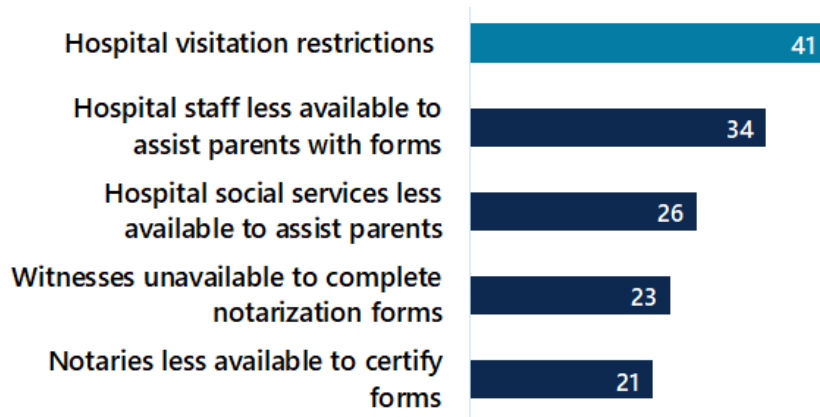 Hospital visitation restrictions
41
Hospital staff less available to
assist parents with forms
34
Hospital social services less
available to assist parents
26
Witnesses unavailable to complete
notarization forms
23
Notaries less available to certify
forms
21